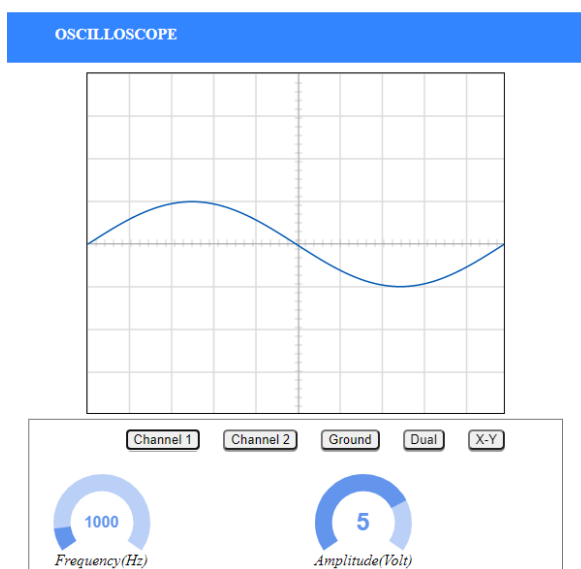 OSCILLOSCOPE
Channel 1 Channel 2 Ground Dual X-Y
1000 5
Frequency(Hz) Amplitude(Volt)